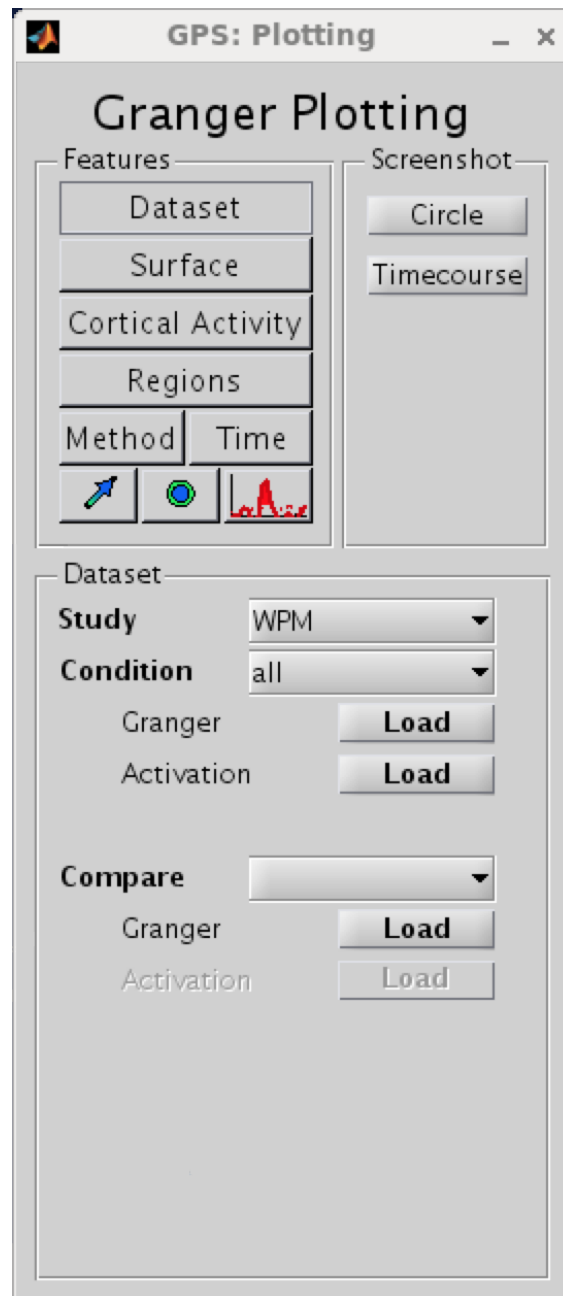 GPS: Plotting
Granger Plotting
Features
Dataset
Surface
Cortical Activity
Regions
Method Time
Screenshot
Circle
Timecourse
Dataset
Study WPM
Condition all
Granger Load
Activation Load
Compare
Granger Load
Activation Load